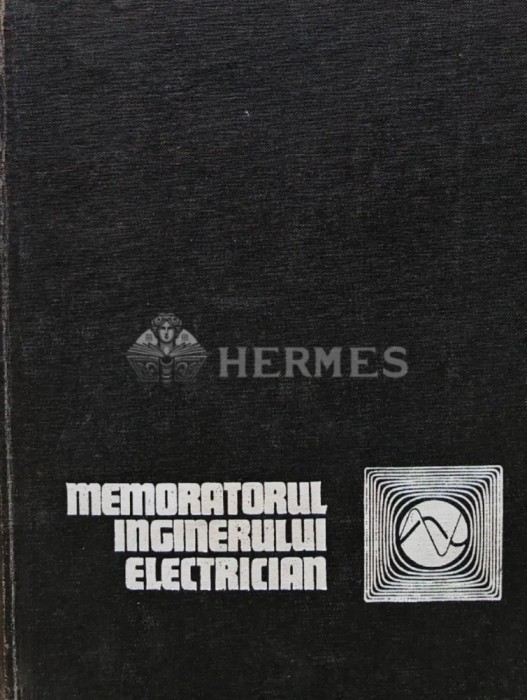 HERMES
MEMORATORUL
INGINERULUI
ELECTRICIAN